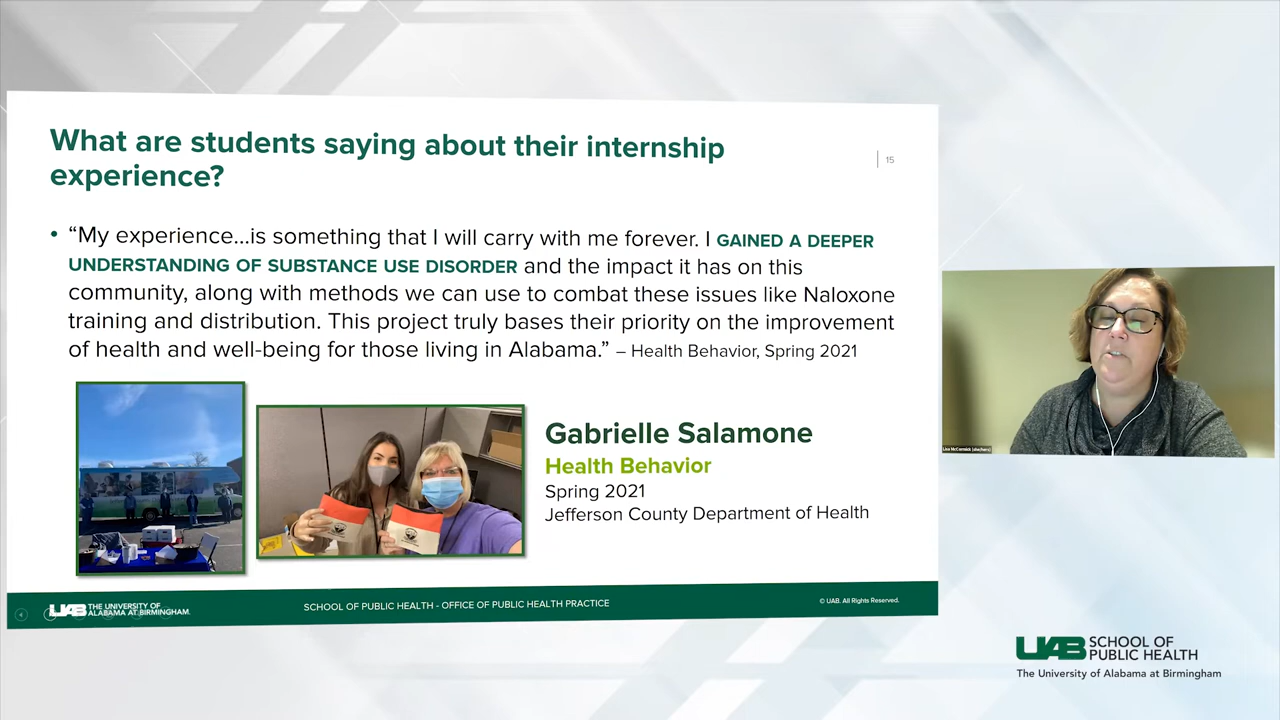 What are students saying about their internship
experience?
15
• “My experience...is something that I will carry with me forever. I GAINED A DEEPER
UNDERSTANDING OF SUBSTANCE USE DISORDER and the impact it has on this
community, along with methods we can use to combat these issues like Naloxone
training and distribution. This project truly bases their priority on the improvement
of health and well-being for those living in Alabama.” – Health Behavior, Spring 2021
Gabrielle Salamone
Health Behavior
Spring 2021
Jefferson County Department of Health
Lisa McCormick (she/hers)
UAB THE UNIVERSITY OF
ALABAMA AT BIRMINGHAM.
SCHOOL OF PUBLIC HEALTH - OFFICE OF PUBLIC HEALTH PRACTICE
© UAB. All Rights Reserved.
UAB SCHOOL OF
PUBLIC HEALTH
The University of Alabama at Birmingham